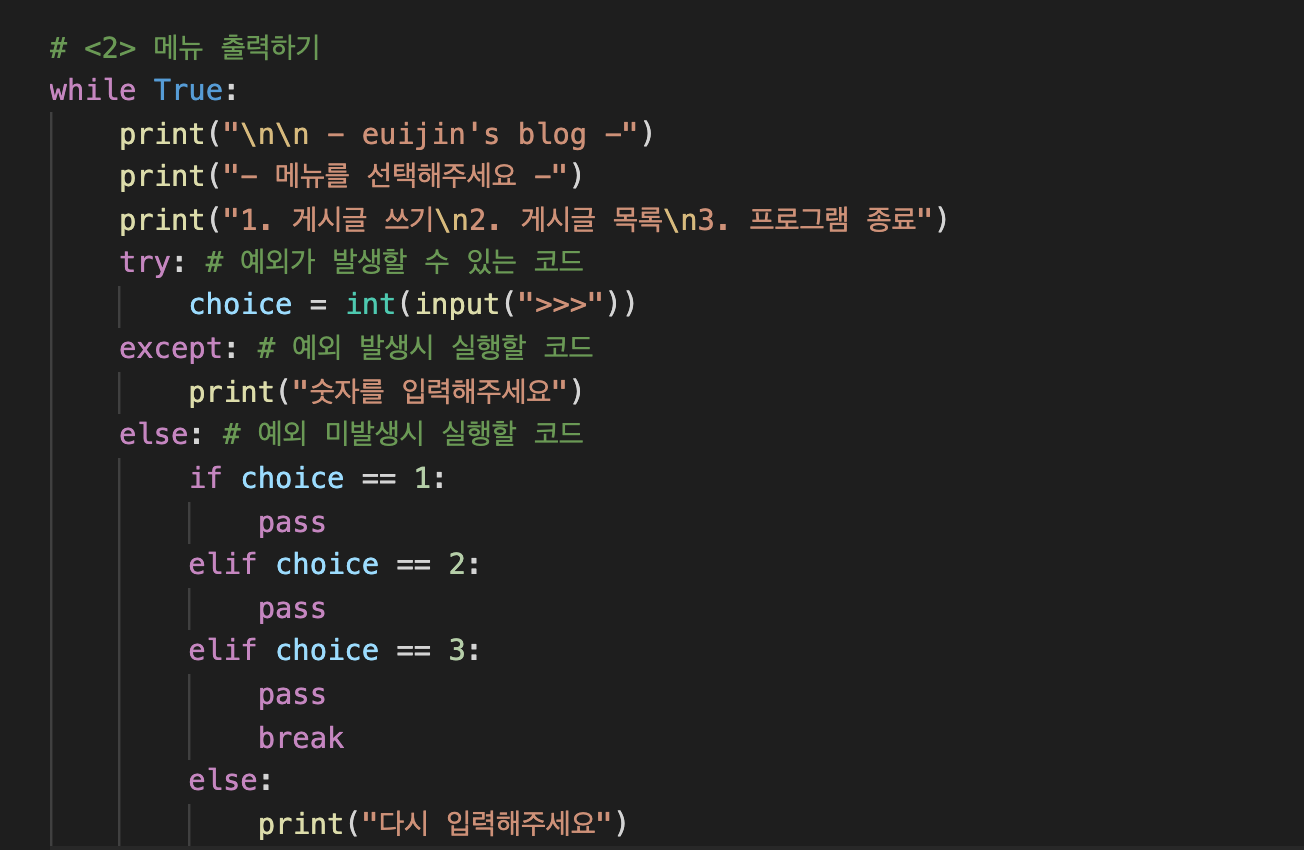 # <2> 메뉴 출력하기
while True:
    print("\n\n - euijin's blog -")
    print("- 메뉴를 선택해주세요 -")
    print("1. 게시글 쓰기\n2. 게시글 목록\n3. 프로그램 종료")
    try: # 예외가 발생할 수 있는 코드
        choice = int(input(">>>"))
    except: # 예외 발생시 실행할 코드
        print("숫자를 입력해주세요")
    else: # 예외 미발생시 실행할 코드
        if choice == 1:
            pass
        elif choice == 2:
            pass
        elif choice == 3:
            pass
            break
        else:
            print("다시 입력해주세요")